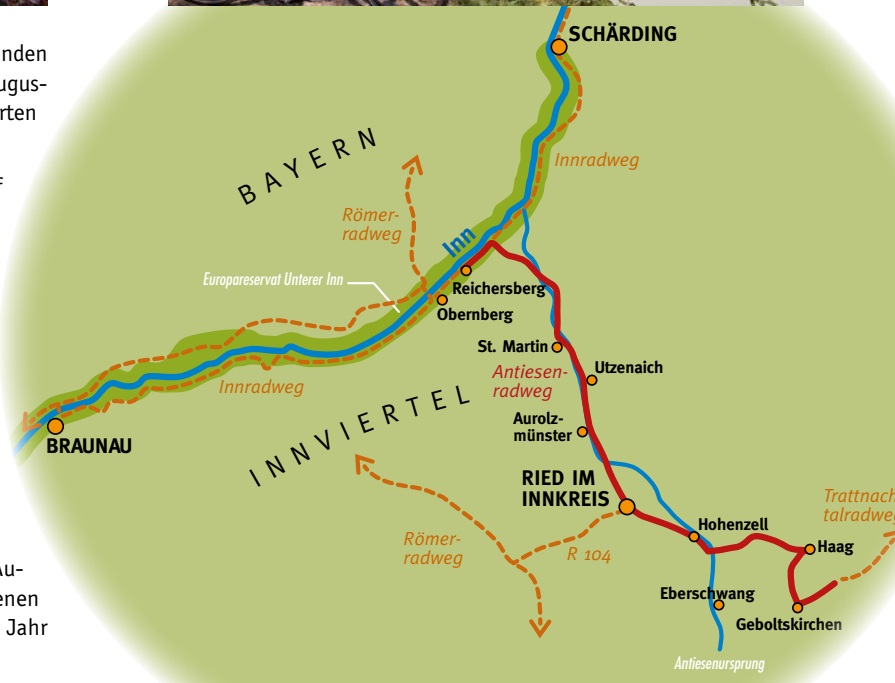 nden
ugus-
rten
Au-
enen
Jahr
SCHÄRDING
BAYERN
Innradweg
Römer-
radweg
Inn
Europareservat Unterer Inn
Reichersberg
Obernberg
St. Martin
Antiesen-
radweg
Utzenaich
Innradweg
INNVIERTEL
Aurolz-
münster
BRAUNAU
RIED IM
INNKREIS
Trattnach
talradweg
Hohenzell
Römer-
radweg
R 104
Haag
Eberschwang
Geboltskirchen
Antiesenursprung